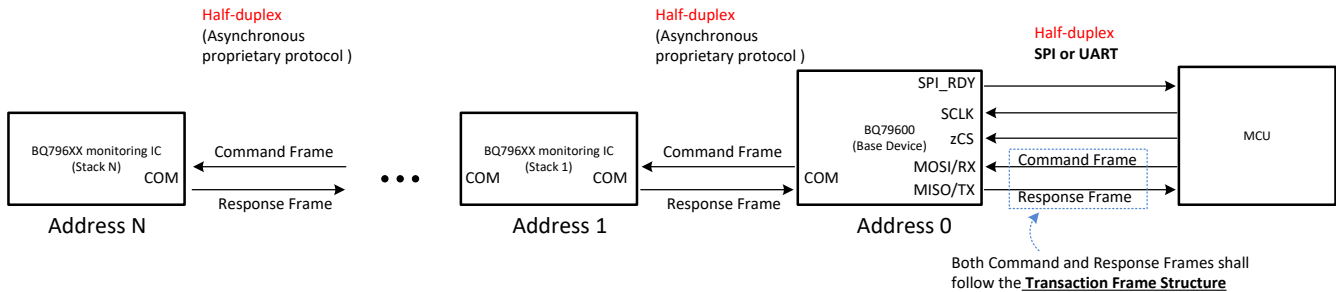 Half-duplex
(Asynchronous
proprietary protocol )
Half-duplex
(Asynchronous
proprietary protocol )
Half-duplex
SPI or UART
BQ796XX monitoring IC
(Stack N)
COM
Command Frame
Response Frame
Address N
BQ796XX monitoring IC
(Stack 1)
COM
COM
Command Frame
Response Frame
Address 1
BQ79600
(Base Device)
COM
SPI_RDY
SCLK
zCS
MOSI/RX
MISO/TX
Address 0
Command Frame
Response Frame
MCU
Both Command and Response Frames shall
follow the Transaction Frame Structure